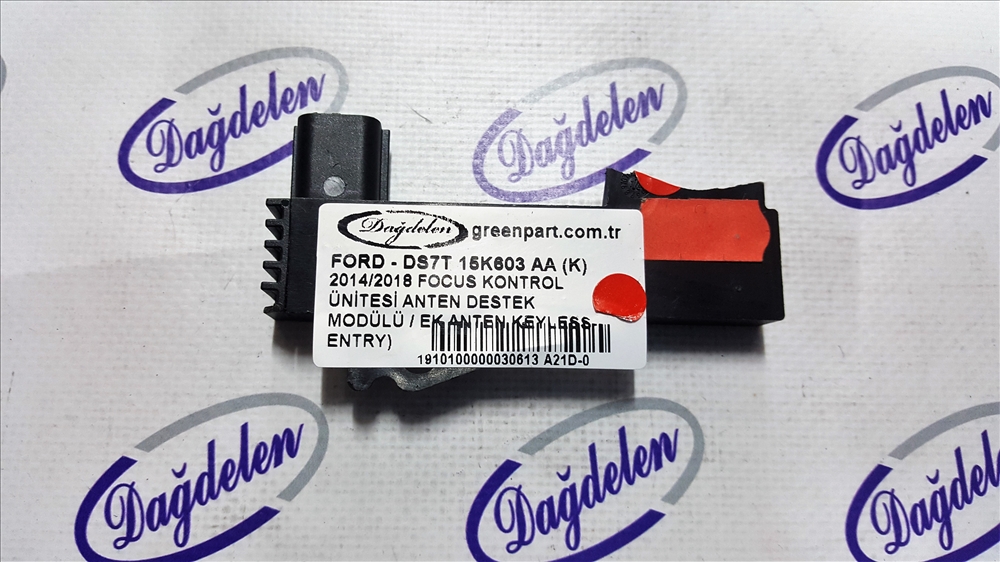 Dağdelen
Dağdelen
Dağdelen
Dağdelen greenpart.com.tr
FORD - DS7T 15K603 AA (K)
2014/2018 FOCUS KONTROL
ÜNİTESİ ANTEN DESTEK
MODÜLÜ / EK ANTEN KEYLESS
ENTRY)
1910100000030613 A21D-0
Dağdelen
Dağdelen
Dağdelen